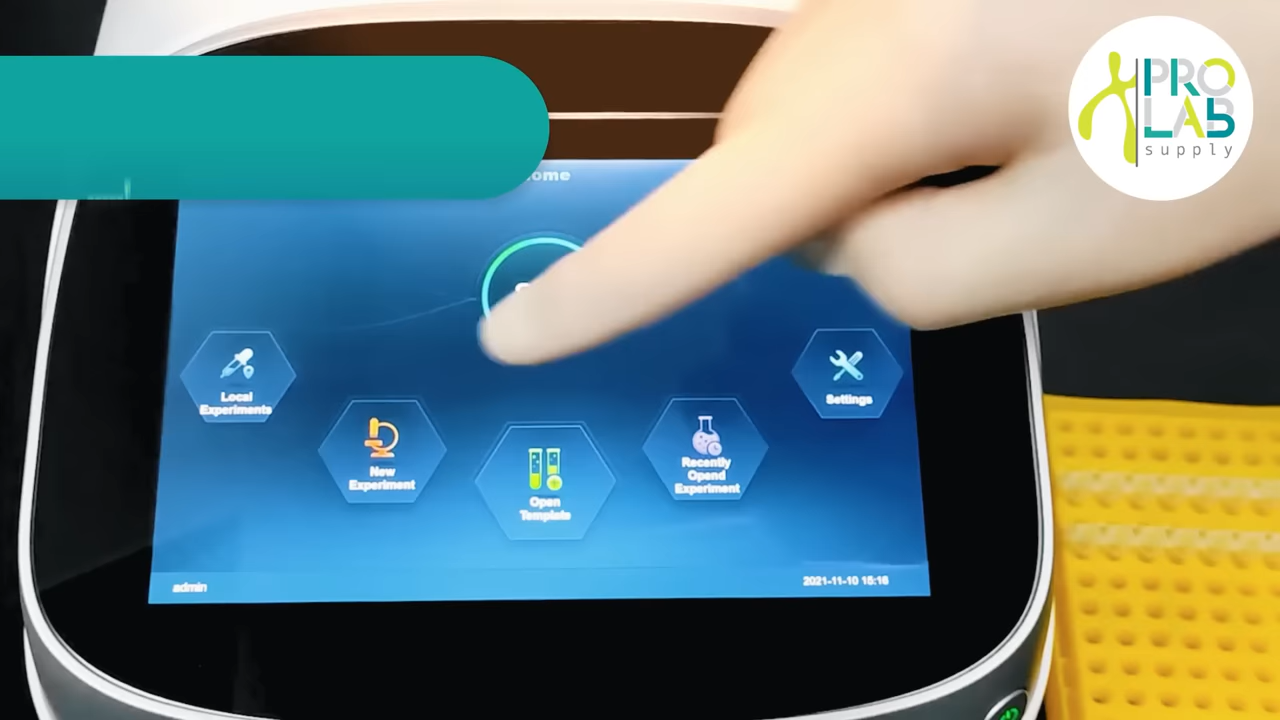 PRO
LAB
supply
ome
Local
Experiments
Settings
New
Experiment
Recently
Opend
Experiment
Open
Template
admin
2021-11-10 15:16